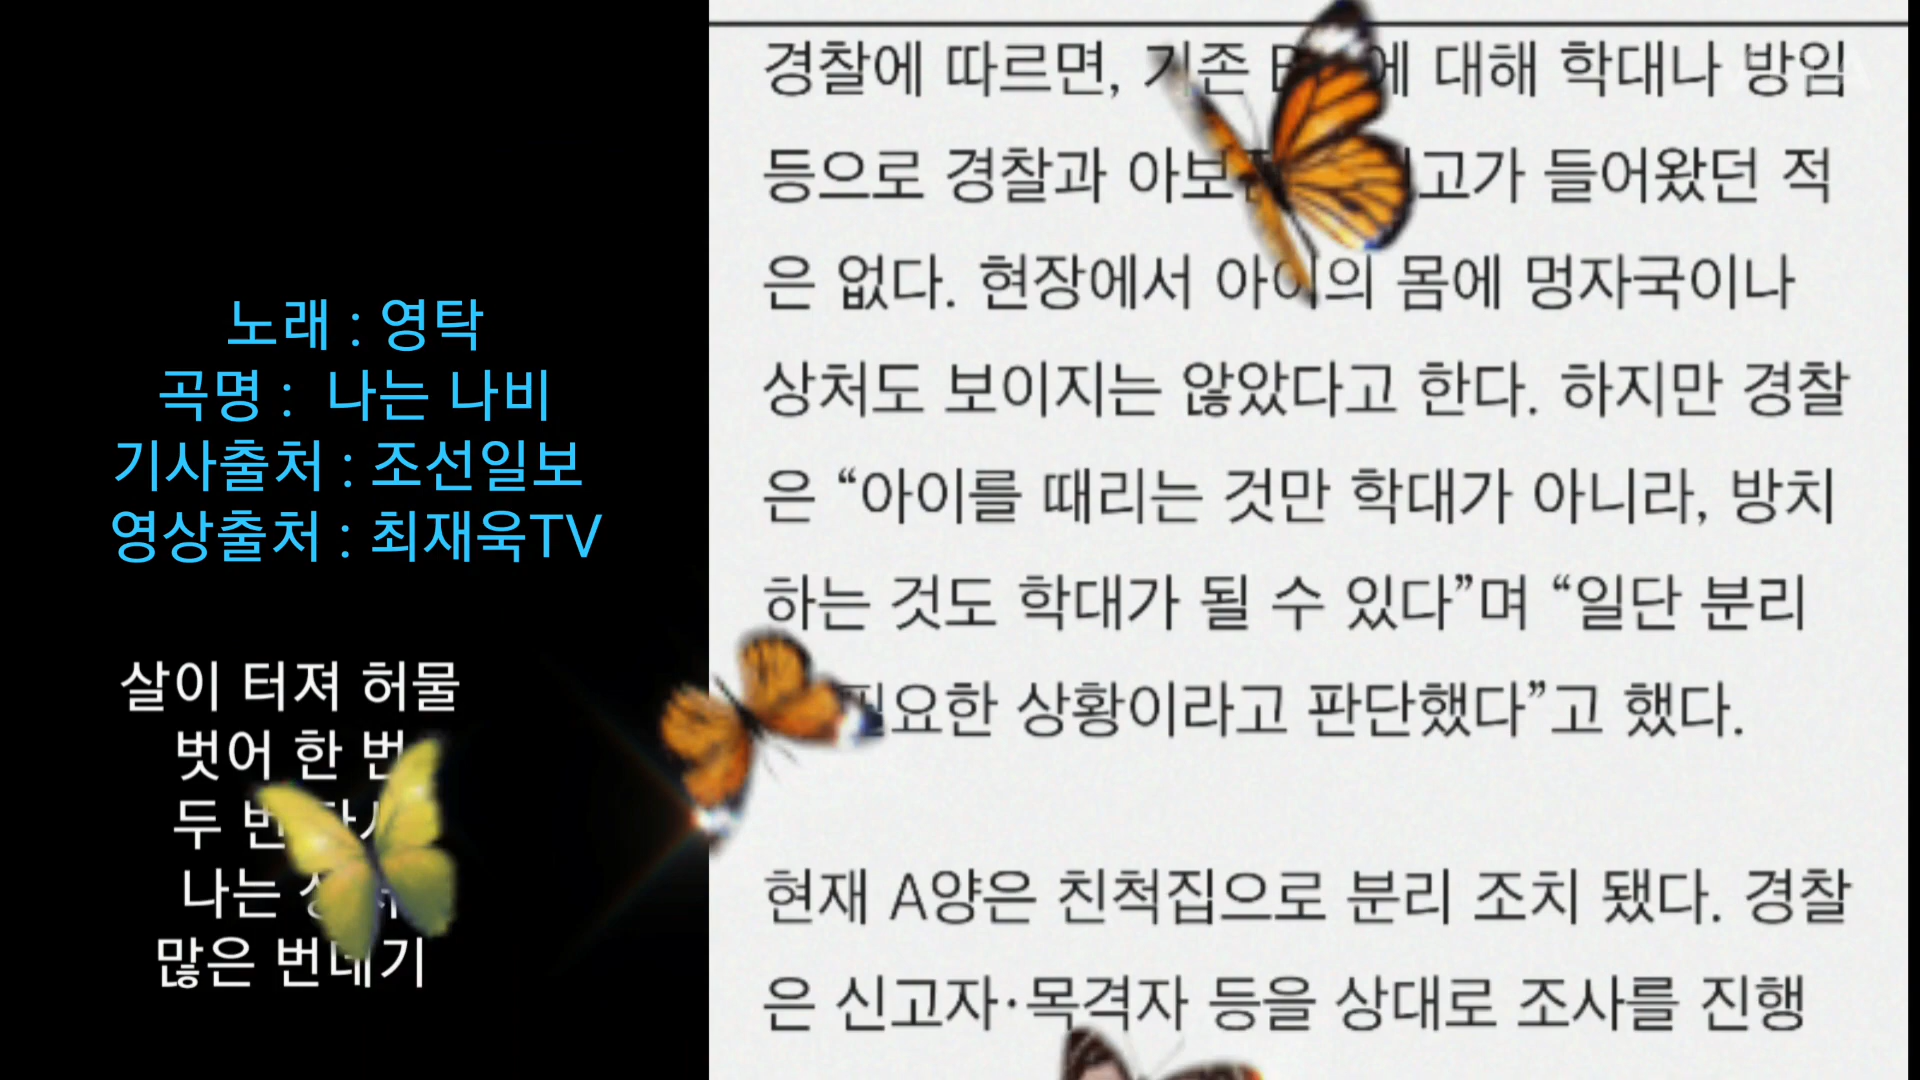 노래 : 영탁
곡명 : 나는 나비
기사출처 : 조선일보
영상출처 : 최재욱TV
살이 터져 허물
벗어 한 번
두 번
나는
많은 번데기
경찰에 따르면, 기존 에 대해 학대나 방임
등으로 경찰과 들어왔던 적
은 없다. 현장에서 아이의 몸에 멍자국이나
상처도 보이지는 않았다고 한다. 하지만 경찰
은 “아이를 때리는 것만 학대가 아니라, 방치
하는 것도 학대가 될 수 있다”며 “일단 분리
필요한 상황이라고 판단했다”고 했다.
현재 A양은 친척집으로 분리 조치 됐다. 경찰
은 신고자·목격자 등을 상대로 조사를 진행